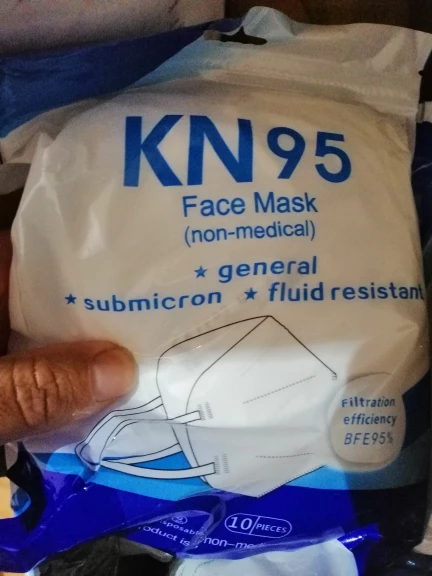 KN95
Face Mask
(non-medical)
★ general
★ submicron ★ fluid resistant
Filtration
efficiency
BFE95%
10 PIECES